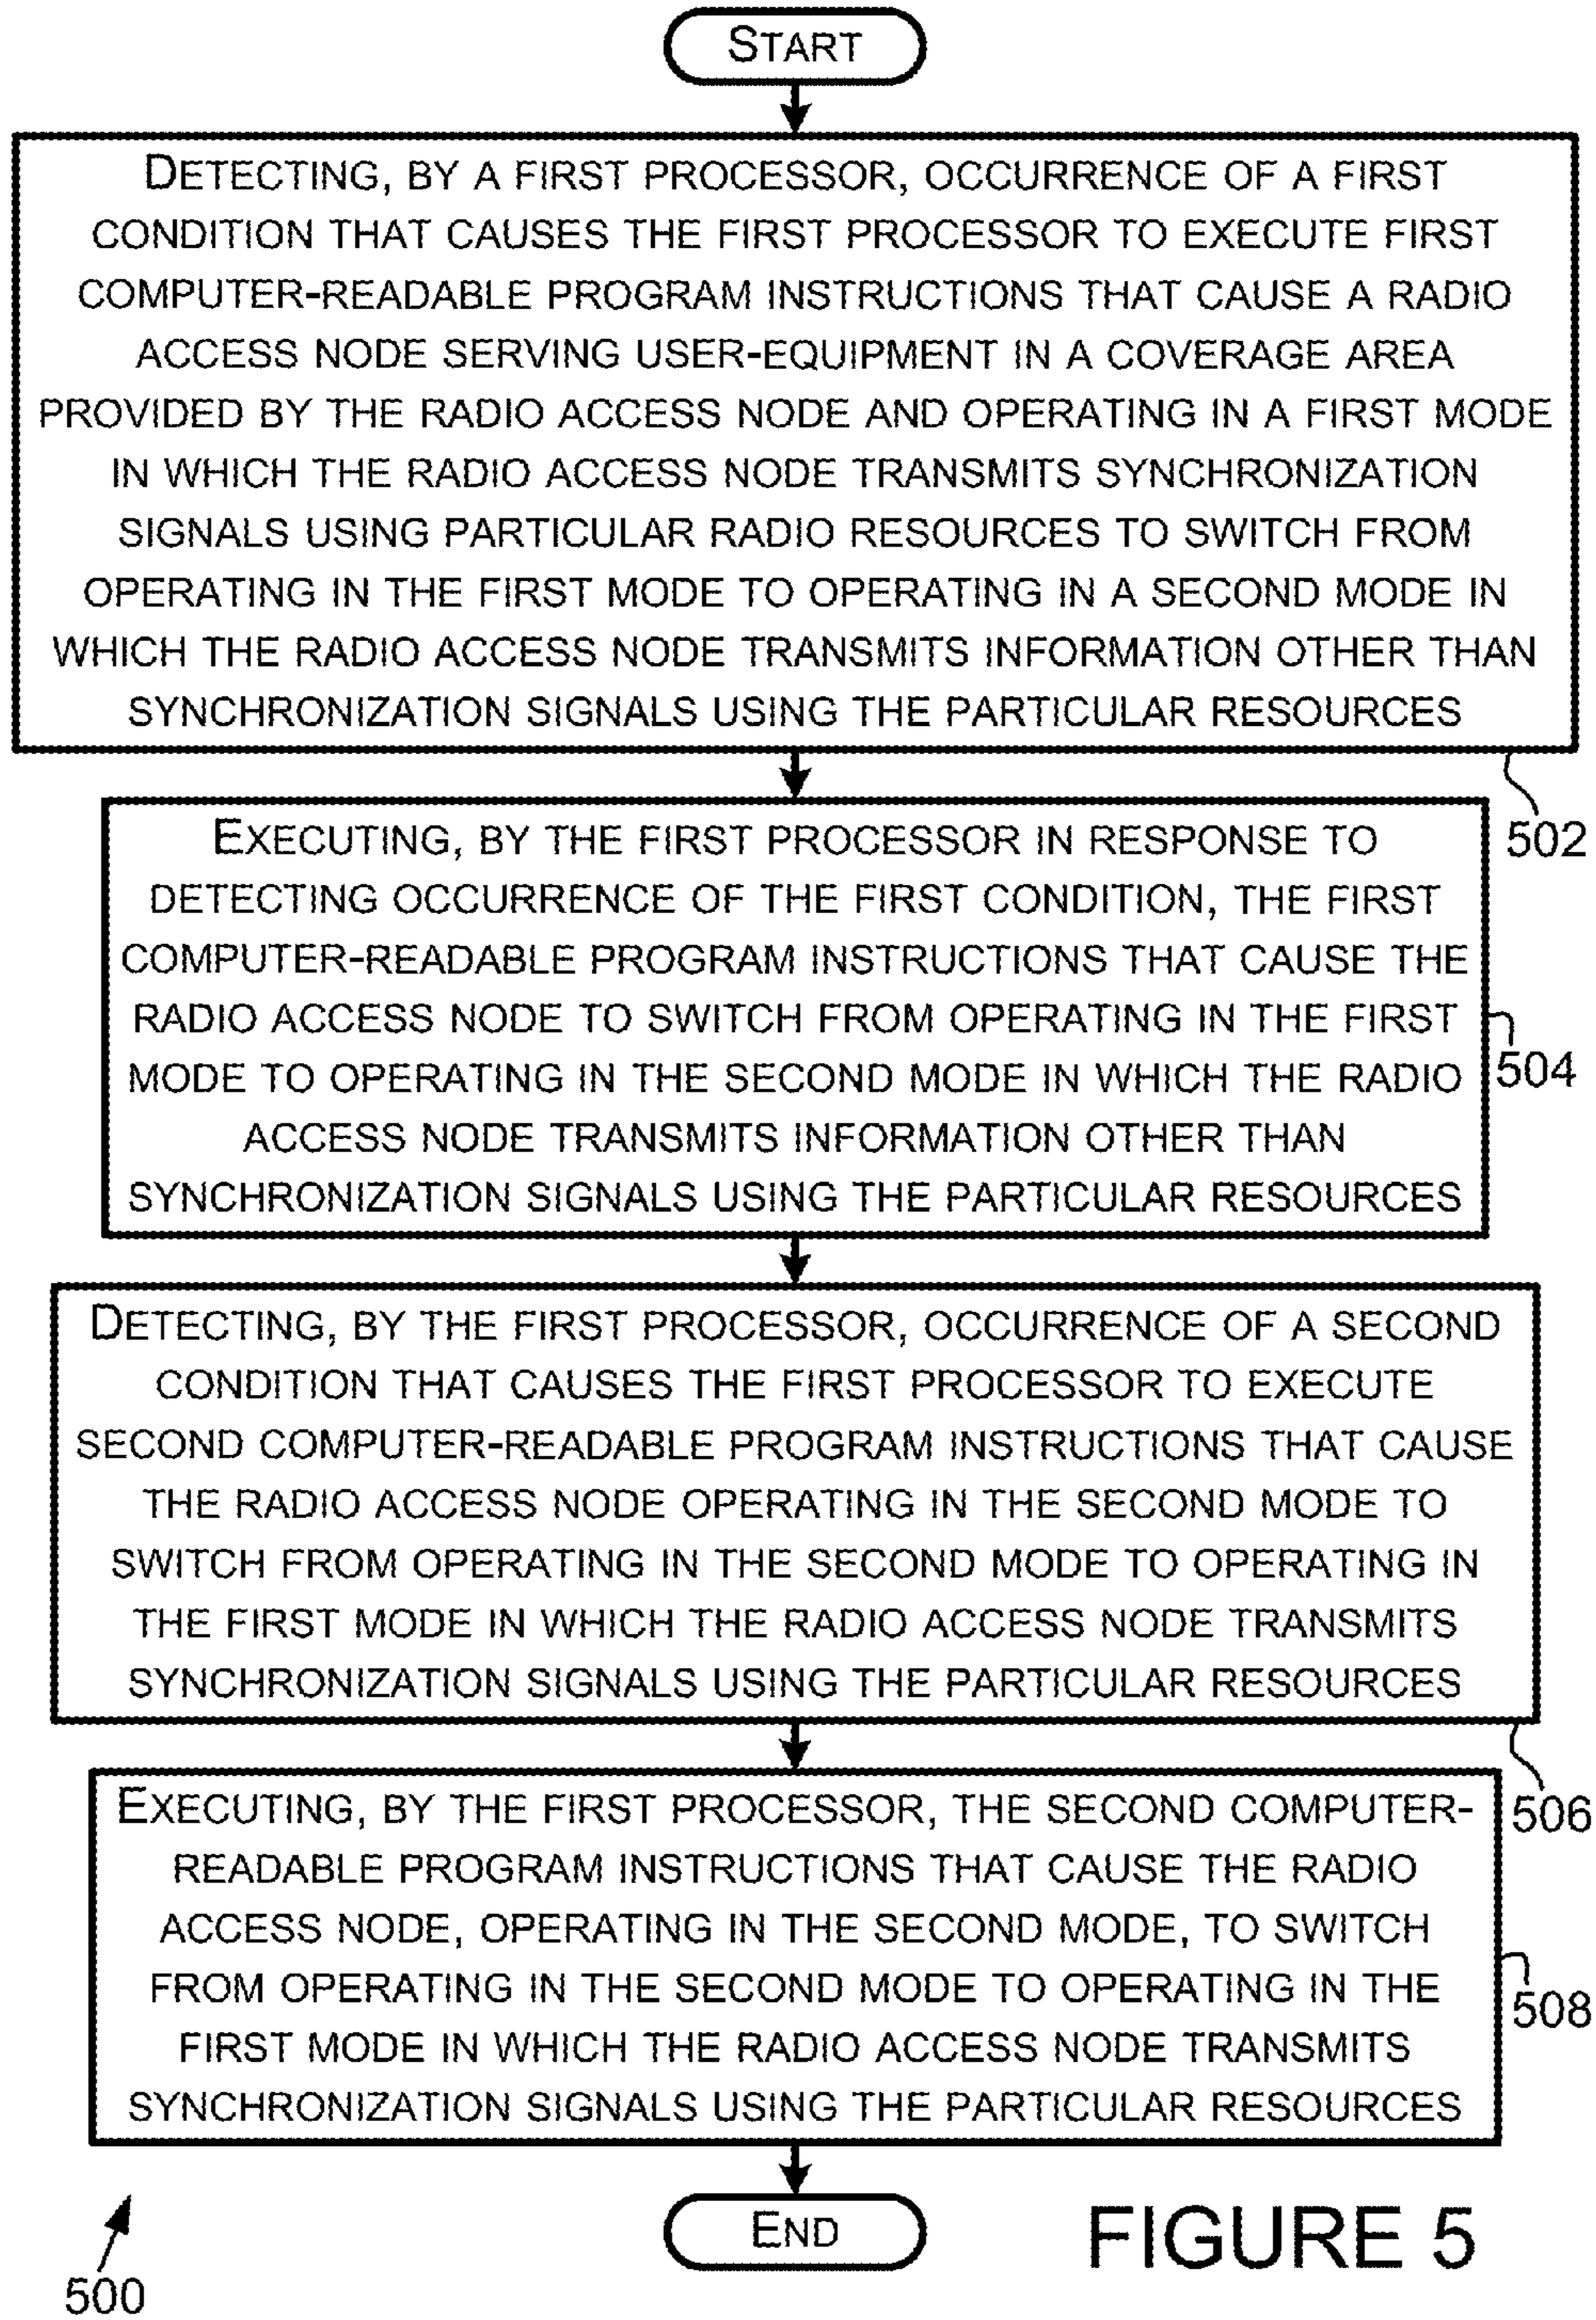 START
DETECTING, BY A FIRST PROCESSOR, OCCURRENCE OF A FIRST
CONDITION THAT CAUSES THE FIRST PROCESSOR TO EXECUTE FIRST
COMPUTER-READABLE PROGRAM INSTRUCTIONS THAT CAUSE A RADIO
ACCESS NODE SERVING USER-EQUIPMENT IN A COVERAGE AREA
PROVIDED BY THE RADIO ACCESS NODE AND OPERATING IN A FIRST MODE
IN WHICH THE RADIO ACCESS NODE TRANSMITS SYNCHRONIZATION
SIGNALS USING PARTICULAR RADIO RESOURCES TO SWITCH FROM
OPERATING IN THE FIRST MODE TO OPERATING IN A SECOND MODE IN
WHICH THE RADIO ACCESS NODE TRANSMITS INFORMATION OTHER THAN
SYNCHRONIZATION SIGNALS USING THE PARTICULAR RESOURCES
502
EXECUTING, BY THE FIRST PROCESSOR IN RESPONSE TO
DETECTING OCCURRENCE OF THE FIRST CONDITION, THE FIRST
COMPUTER-READABLE PROGRAM INSTRUCTIONS THAT CAUSE THE
RADIO ACCESS NODE TO SWITCH FROM OPERATING IN THE FIRST
MODE TO OPERATING IN THE SECOND MODE IN WHICH THE RADIO
ACCESS NODE TRANSMITS INFORMATION OTHER THAN
SYNCHRONIZATION SIGNALS USING THE PARTICULAR RESOURCES
504
DETECTING, BY THE FIRST PROCESSOR, OCCURRENCE OF A SECOND
CONDITION THAT CAUSES THE FIRST PROCESSOR TO EXECUTE
SECOND COMPUTER-READABLE PROGRAM INSTRUCTIONS THAT CAUSE
THE RADIO ACCESS NODE OPERATING IN THE SECOND MODE TO
SWITCH FROM OPERATING IN THE SECOND MODE TO OPERATING IN
THE FIRST MODE IN WHICH THE RADIO ACCESS NODE TRANSMITS
SYNCHRONIZATION SIGNALS USING THE PARTICULAR RESOURCES
506
EXECUTING, BY THE FIRST PROCESSOR, THE SECOND COMPUTER-
READABLE PROGRAM INSTRUCTIONS THAT CAUSE THE RADIO
ACCESS NODE, OPERATING IN THE SECOND MODE, TO SWITCH
FROM OPERATING IN THE SECOND MODE TO OPERATING IN THE
FIRST MODE IN WHICH THE RADIO ACCESS NODE TRANSMITS
SYNCHRONIZATION SIGNALS USING THE PARTICULAR RESOURCES
508
END
500
FIGURE 5